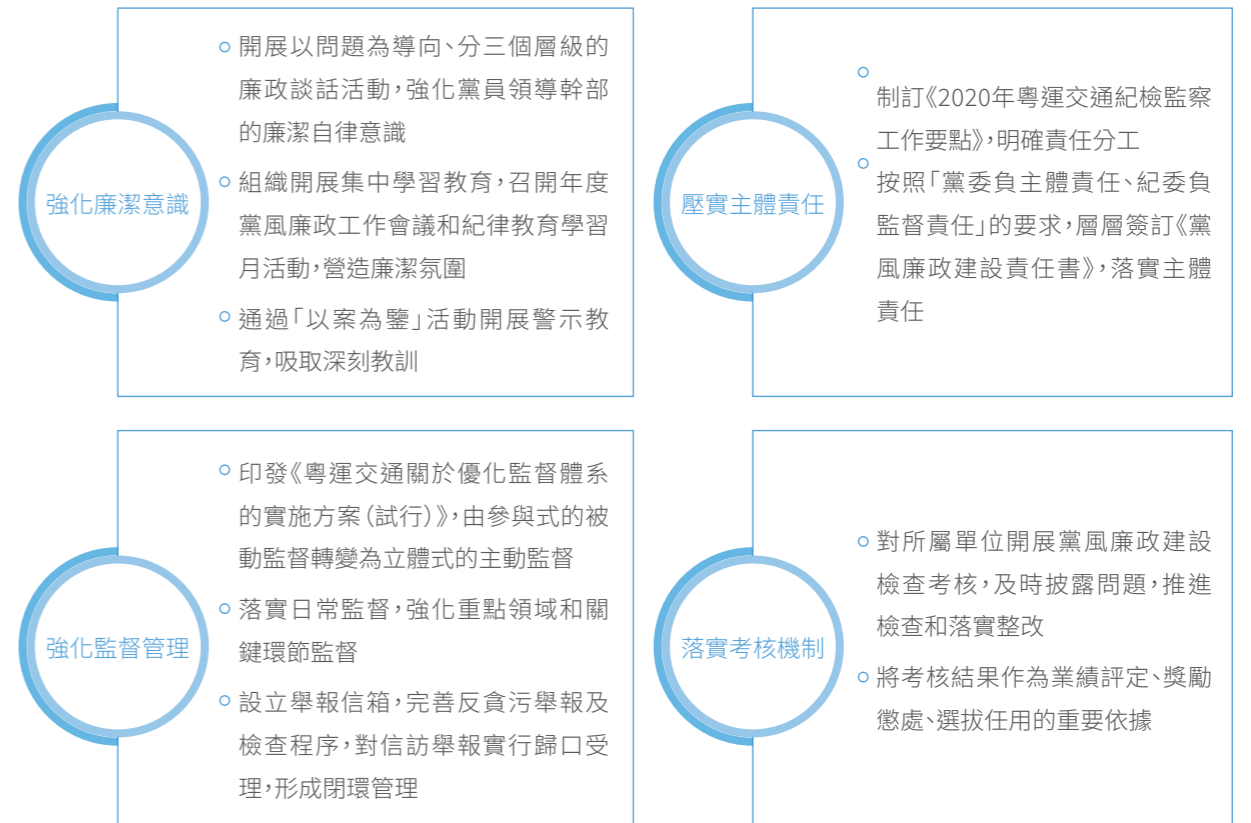 強化廉潔意識
開展以問題為導向、分三個層級的
廉政談話活動，強化黨員領導幹部
的廉潔自律意識
組織開展集中學習教育，召開年度
黨風廉政工作會議和紀律教育學習
月活動，營造廉潔氛圍
通過「以案為鑒」活動開展警示教
育，吸取深刻教訓
壓實主體責任
制訂《2020年粵運交通紀檢監察
工作要點》，明確責任分工
按照「黨委負主體責任、紀委負
監督責任」的要求，層層簽訂《黨
風廉政建設責任書》，落實主體
責任
強化監督管理
印發《粵運交通關於優化監督體系
的實施方案（試行）》，由參與式的被
動監督轉變為立體式的主動監督
落實日常監督，強化重點領域和關
鍵環節監督
設立舉報信箱，完善反貪污舉報及
檢查程序，對信訪舉報實行歸口受
理，形成閉環管理
落實考核機制
對所屬單位開展黨風廉政建設
檢查考核，及時披露問題，推進
檢查和落實整改
將考核結果作為業績評定、獎勵
懲處、選拔任用的重要依據